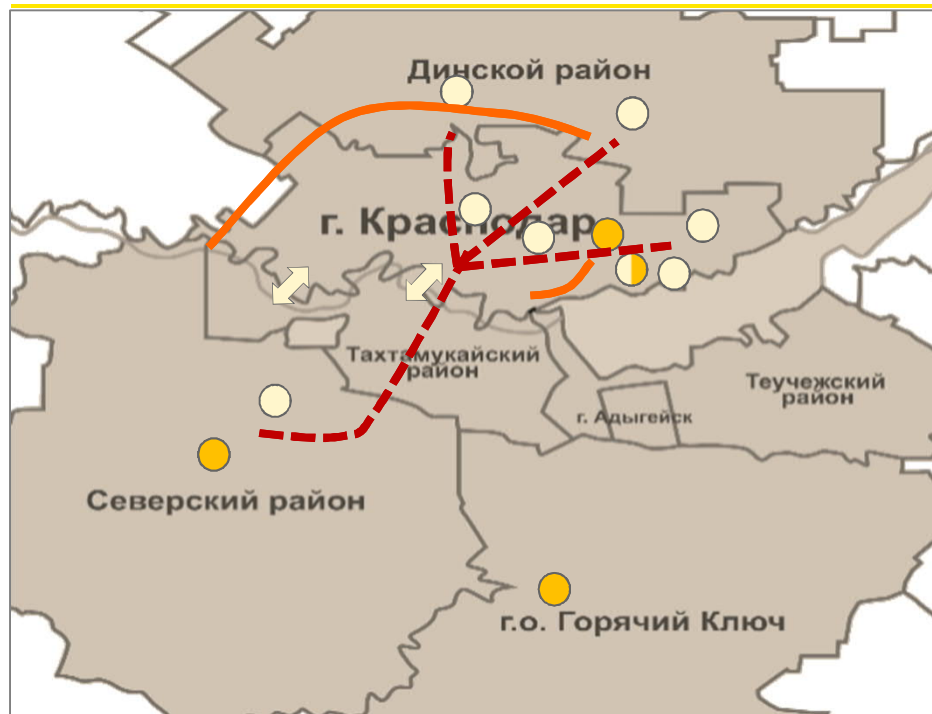 Динской район
г. Краснодар
Тахтамукайский
район
Теучежский
район
г. Адыгейск
Северский район
г.о. Горячий Ключ